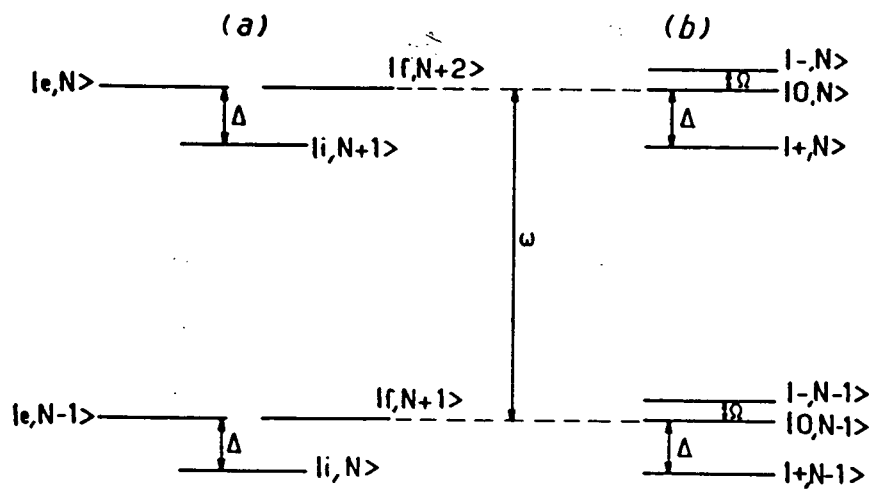 (a) (b)
|e,N> |f,N+2> |-,N>
Ω |0,N>
Δ Δ
|i,N+1> |+,N>
ω
|e,N-1> |f,N+1> |-,N-1>
Ω |0,N-1>
Δ Δ
|i,N> |+,N-1>